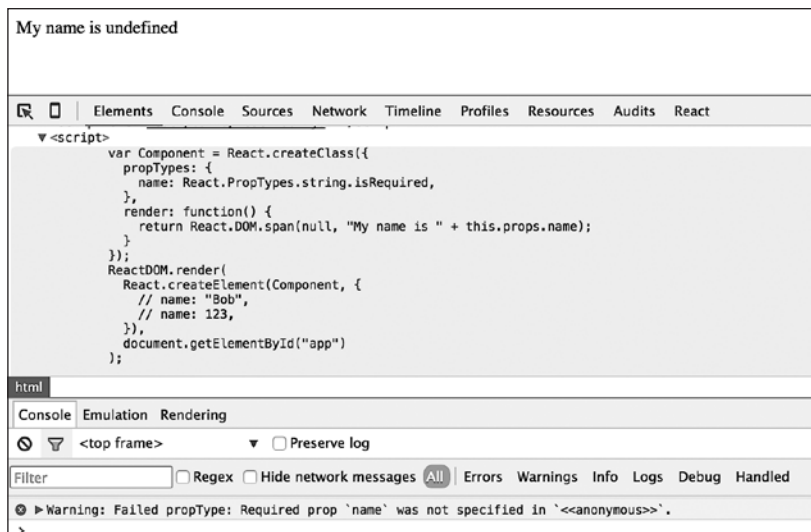 My name is undefined
Elements Console Sources Network Timeline Profiles Resources Audits React
▼<script>
var Component = React.createClass({
propTypes: {
name: React.PropTypes.string.isRequired,
},
render: function() {
return React.DOM.span(null, "My name is " + this.props.name);
}
});
ReactDOM.render(
React.createElement(Component, {
// name: "Bob",
// name: 123,
}),
document.getElementById("app")
);
html
Console Emulation Rendering
<top frame> ▼ Preserve log
Filter Regex Hide network messages All Errors Warnings Info Logs Debug Handled
▶Warning: Failed propType: Required prop `name` was not specified in `<<anonymous>>`.